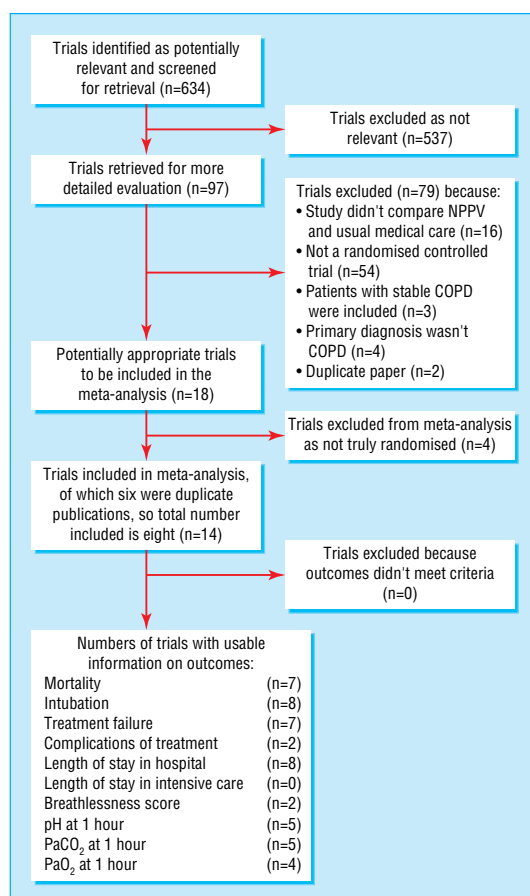 Trials identified as potentially
relevant and screened
for retrieval (n=634)
Trials excluded as not
relevant (n=537)
Trials retrieved for more
detailed evaluation (n=97)
Trials excluded (n=79) because:
• Study didn't compare NPPV
and usual medical care (n=16)
• Not a randomised controlled
trial (n=54)
• Patients with stable COPD
were included (n=3)
• Primary diagnosis wasn't
COPD (n=4)
• Duplicate paper (n=2)
Potentially appropriate trials
to be included in the
meta-analysis (n=18)
Trials excluded from meta-analysis
as not truly randomised (n=4)
Trials included in meta-analysis,
of which six were duplicate
publications, so total number
included is eight (n=14)
Trials excluded because
outcomes didn't meet criteria
(n=0)
Numbers of trials with usable
information on outcomes:
Mortality (n=7)
Intubation (n=8)
Treatment failure (n=7)
Complications of treatment (n=2)
Length of stay in hospital (n=8)
Length of stay in intensive care (n=0)
Breathlessness score (n=2)
pH at 1 hour (n=5)
PaCO₂ at 1 hour (n=5)
PaO₂ at 1 hour (n=4)